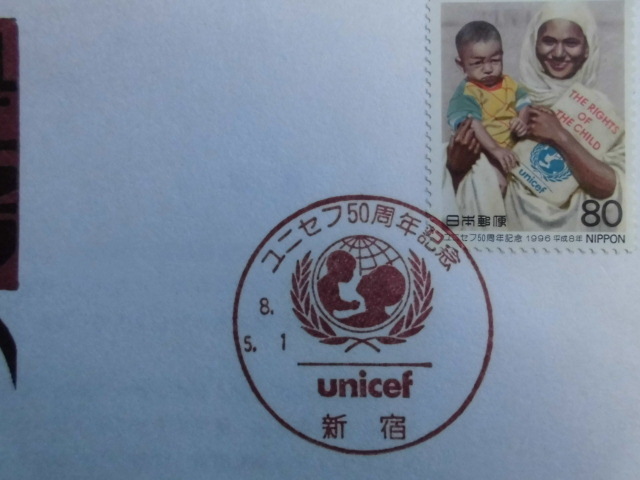 THE RIGHTS
OF
THE CHILD
unicef
80
日本郵便
ユニセフ50周年記念 1996 平成8年 NIPPON
ユニセフ50周年記念
8.
5. 1
unicef
新宿